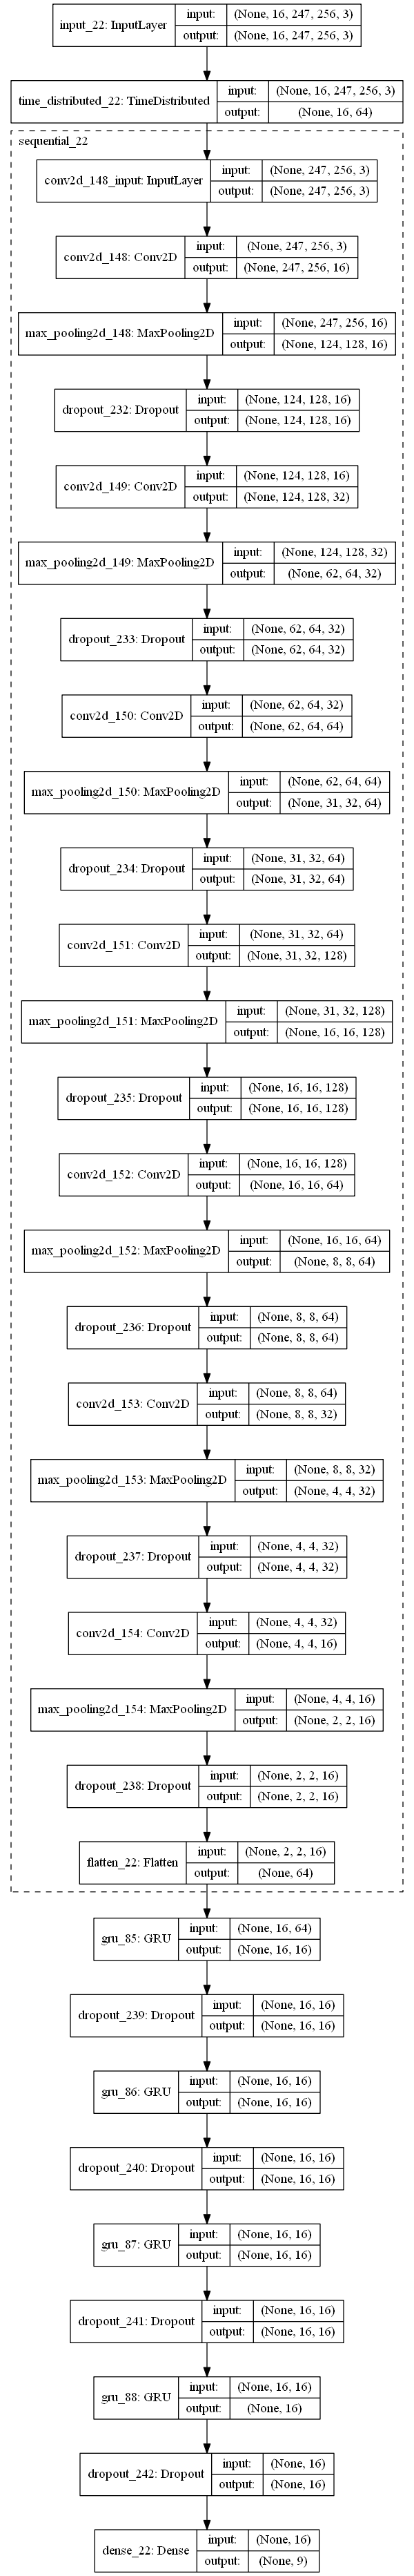 input_22: InputLayer
input: (None, 16, 247, 256, 3)
output: (None, 16, 247, 256, 3)
time_distributed_22: TimeDistributed
input: (None, 16, 247, 256, 3)
output: (None, 16, 64)
sequential_22
conv2d_148_input: InputLayer
input: (None, 247, 256, 3)
output: (None, 247, 256, 3)
conv2d_148: Conv2D
input: (None, 247, 256, 3)
output: (None, 247, 256, 16)
max_pooling2d_148: MaxPooling2D
input: (None, 247, 256, 16)
output: (None, 124, 128, 16)
dropout_232: Dropout
input: (None, 124, 128, 16)
output: (None, 124, 128, 16)
conv2d_149: Conv2D
input: (None, 124, 128, 16)
output: (None, 124, 128, 32)
max_pooling2d_149: MaxPooling2D
input: (None, 124, 128, 32)
output: (None, 62, 64, 32)
dropout_233: Dropout
input: (None, 62, 64, 32)
output: (None, 62, 64, 32)
conv2d_150: Conv2D
input: (None, 62, 64, 32)
output: (None, 62, 64, 64)
max_pooling2d_150: MaxPooling2D
input: (None, 62, 64, 64)
output: (None, 31, 32, 64)
dropout_234: Dropout
input: (None, 31, 32, 64)
output: (None, 31, 32, 64)
conv2d_151: Conv2D
input: (None, 31, 32, 64)
output: (None, 31, 32, 128)
max_pooling2d_151: MaxPooling2D
input: (None, 31, 32, 128)
output: (None, 16, 16, 128)
dropout_235: Dropout
input: (None, 16, 16, 128)
output: (None, 16, 16, 128)
conv2d_152: Conv2D
input: (None, 16, 16, 128)
output: (None, 16, 16, 64)
max_pooling2d_152: MaxPooling2D
input: (None, 16, 16, 64)
output: (None, 8, 8, 64)
dropout_236: Dropout
input: (None, 8, 8, 64)
output: (None, 8, 8, 64)
conv2d_153: Conv2D
input: (None, 8, 8, 64)
output: (None, 8, 8, 32)
max_pooling2d_153: MaxPooling2D
input: (None, 8, 8, 32)
output: (None, 4, 4, 32)
dropout_237: Dropout
input: (None, 4, 4, 32)
output: (None, 4, 4, 32)
conv2d_154: Conv2D
input: (None, 4, 4, 32)
output: (None, 4, 4, 16)
max_pooling2d_154: MaxPooling2D
input: (None, 4, 4, 16)
output: (None, 2, 2, 16)
dropout_238: Dropout
input: (None, 2, 2, 16)
output: (None, 2, 2, 16)
flatten_22: Flatten
input: (None, 2, 2, 16)
output: (None, 64)
gru_85: GRU
input: (None, 16, 64)
output: (None, 16, 16)
dropout_239: Dropout
input: (None, 16, 16)
output: (None, 16, 16)
gru_86: GRU
input: (None, 16, 16)
output: (None, 16, 16)
dropout_240: Dropout
input: (None, 16, 16)
output: (None, 16, 16)
gru_87: GRU
input: (None, 16, 16)
output: (None, 16, 16)
dropout_241: Dropout
input: (None, 16, 16)
output: (None, 16, 16)
gru_88: GRU
input: (None, 16, 16)
output: (None, 16)
dropout_242: Dropout
input: (None, 16)
output: (None, 16)
dense_22: Dense
input: (None, 16)
output: (None, 9)